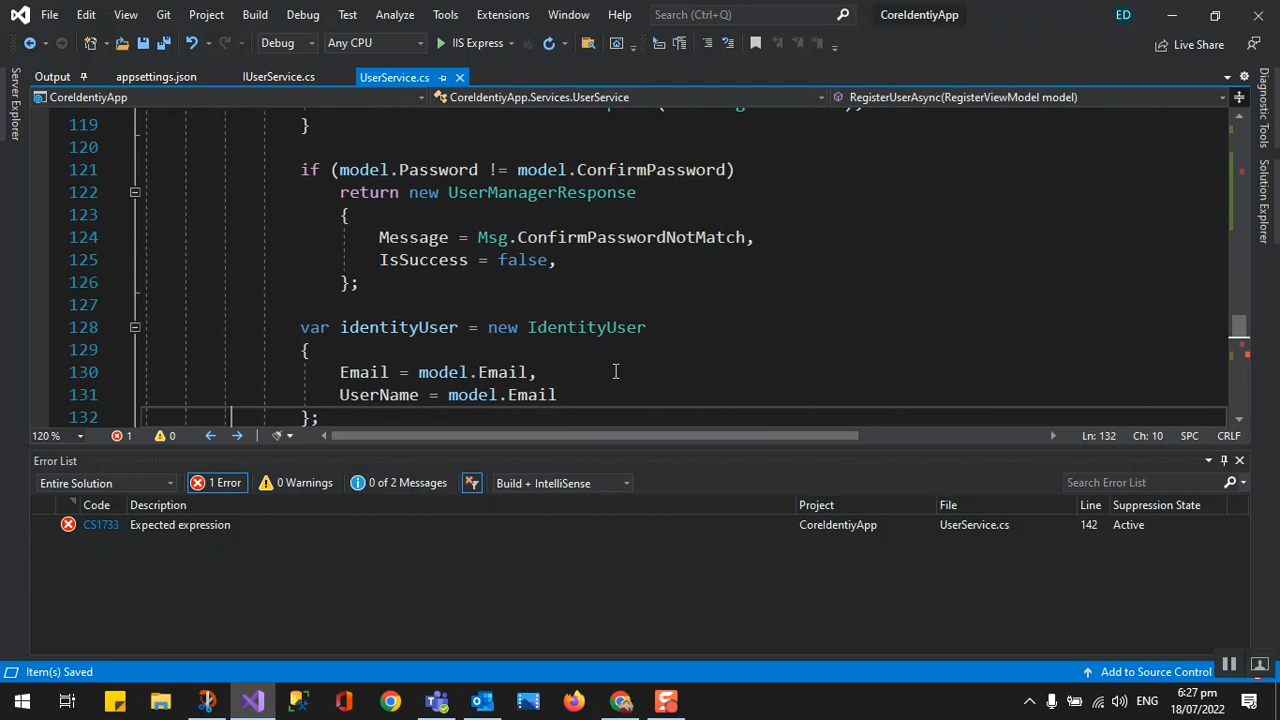 File Edit View Git Project Build Debug Test Analyze Tools Extensions Window Help Search (Ctrl+Q) CoreIdentiyApp ED
Debug Any CPU IIS Express Live Share
Output appsettings.json IUserService.cs UserService.cs
CoreIdentiyApp CoreIdentiyApp.Services.UserService RegisterUserAsync(RegisterViewModel model)
Server Explorer
Diagnostic Tools
Solution Explorer
119 }
120
121 if (model.Password != model.ConfirmPassword)
122 return new UserManagerResponse
123 {
124 Message = Msg.ConfirmPasswordNotMatch,
125 IsSuccess = false,
126 };
127
128 var identityUser = new IdentityUser
129 {
130 Email = model.Email,
131 UserName = model.Email
132 };
120 % 1 0 Ln: 132 Ch: 10 SPC CRLF
Error List
Entire Solution 1 Error 0 Warnings 0 of 2 Messages Build + IntelliSense Search Error List
Code Description Project File Line Suppression State
CS1733 Expected expression CoreIdentiyApp UserService.cs 142 Active
Item(s) Saved Add to Source Control
ENG 6:27 pm
18/07/2022